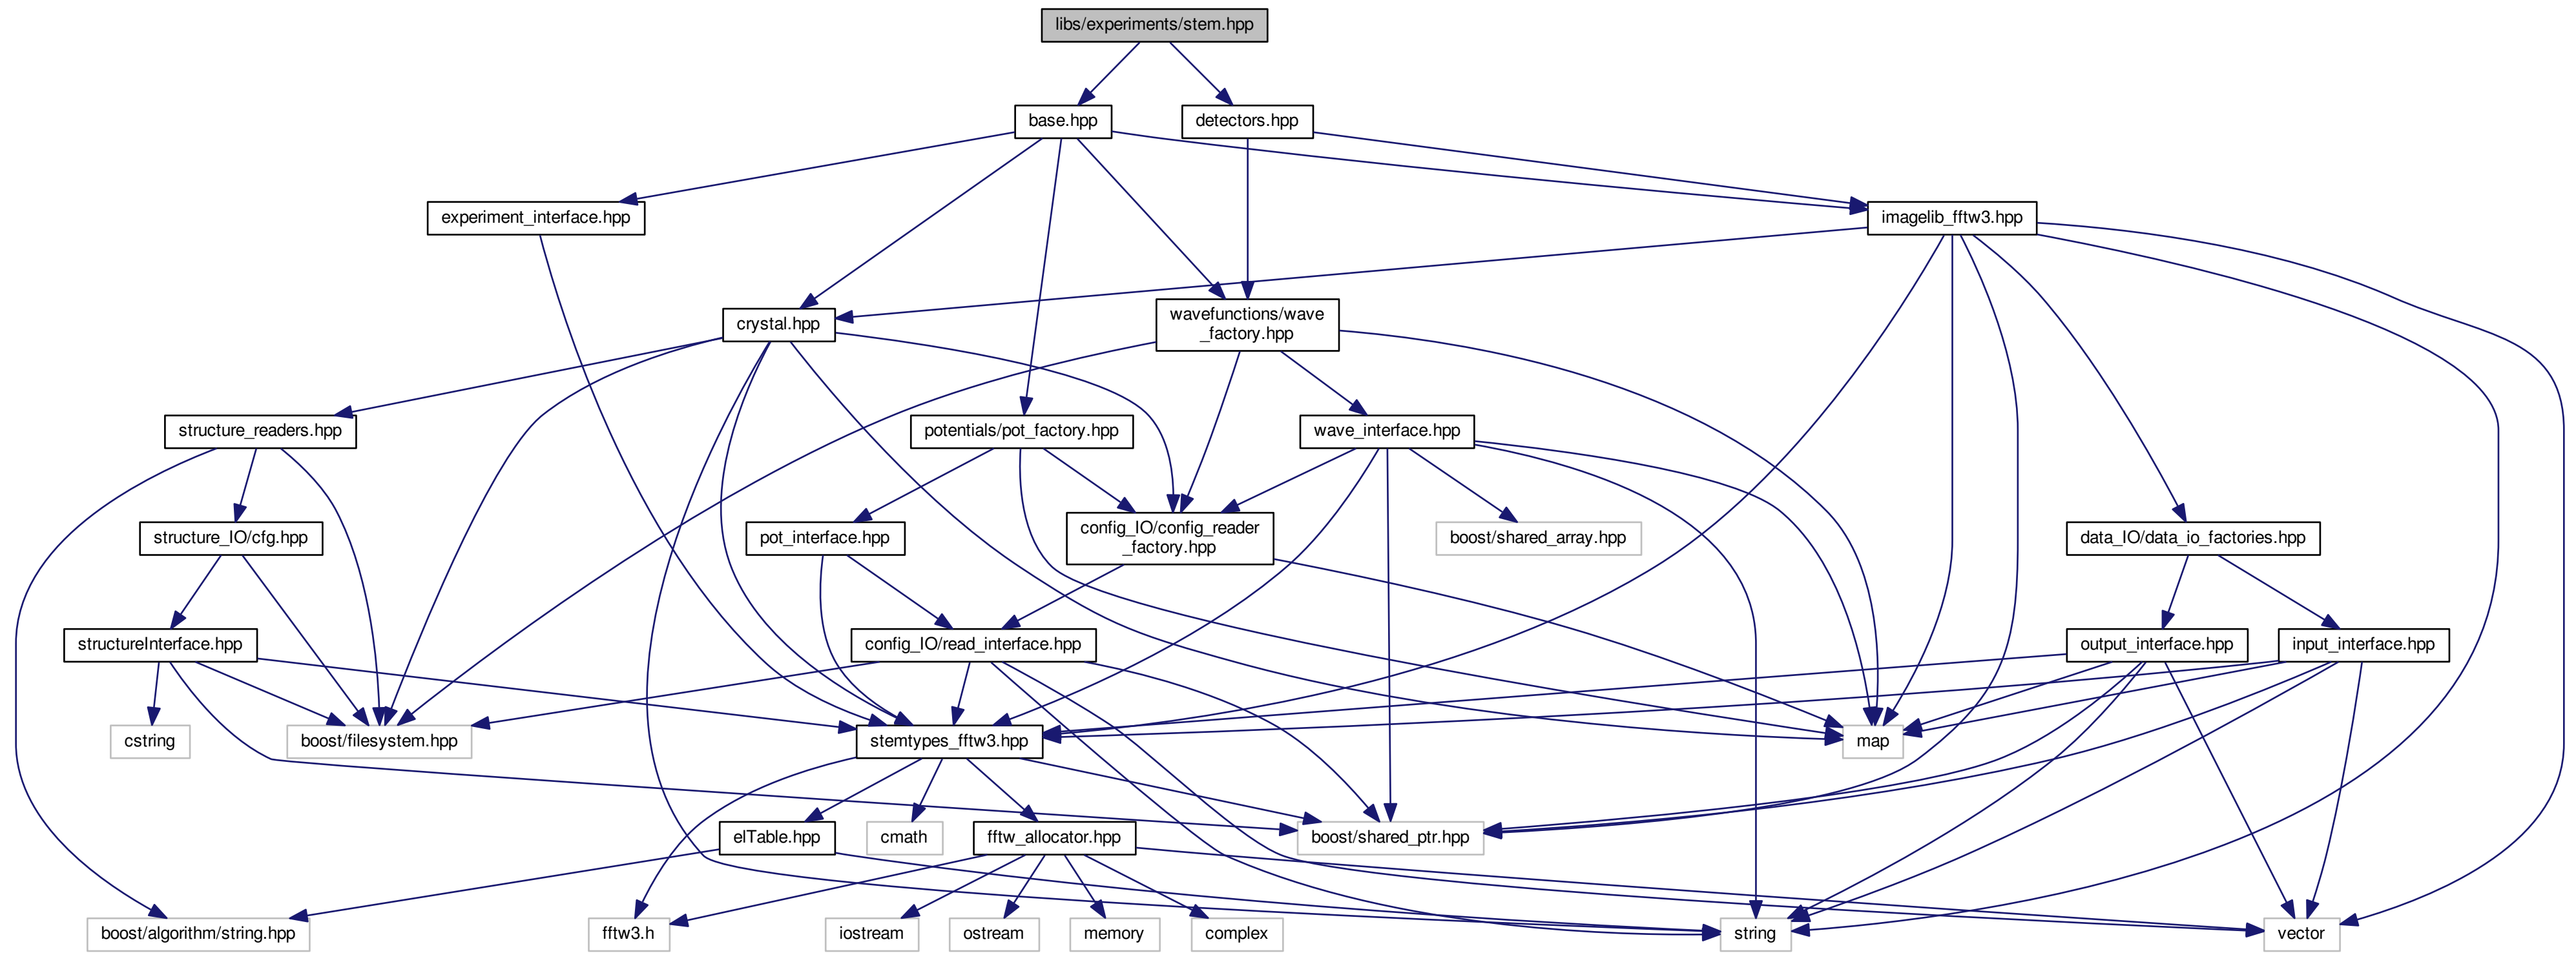 libs/experiments/stem.hpp
base.hpp
detectors.hpp
experiment_interface.hpp
imagelib_fftw3.hpp
crystal.hpp
wavefunctions/wave
_factory.hpp
structure_readers.hpp
potentials/pot_factory.hpp
wave_interface.hpp
structure_IO/cfg.hpp
pot_interface.hpp
config_IO/config_reader
_factory.hpp
boost/shared_array.hpp
data_IO/data_io_factories.hpp
structureInterface.hpp
config_IO/read_interface.hpp
output_interface.hpp
input_interface.hpp
cstring
boost/filesystem.hpp
stemtypes_fftw3.hpp
map
elTable.hpp
cmath
fftw_allocator.hpp
boost/shared_ptr.hpp
boost/algorithm/string.hpp
fftw3.h
iostream
ostream
memory
complex
string
vector